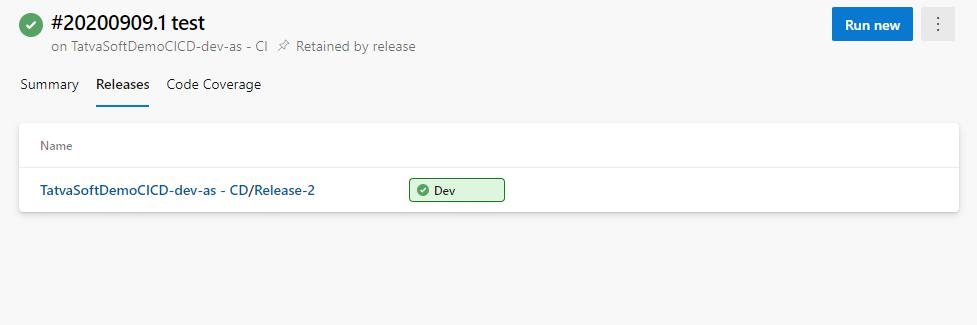 #20200909.1 test
on TatvaSoftDemoCICD-dev-as - CI Retained by release
Run new
Summary Releases Code Coverage
Name
TatvaSoftDemoCICD-dev-as - CD/Release-2 Dev